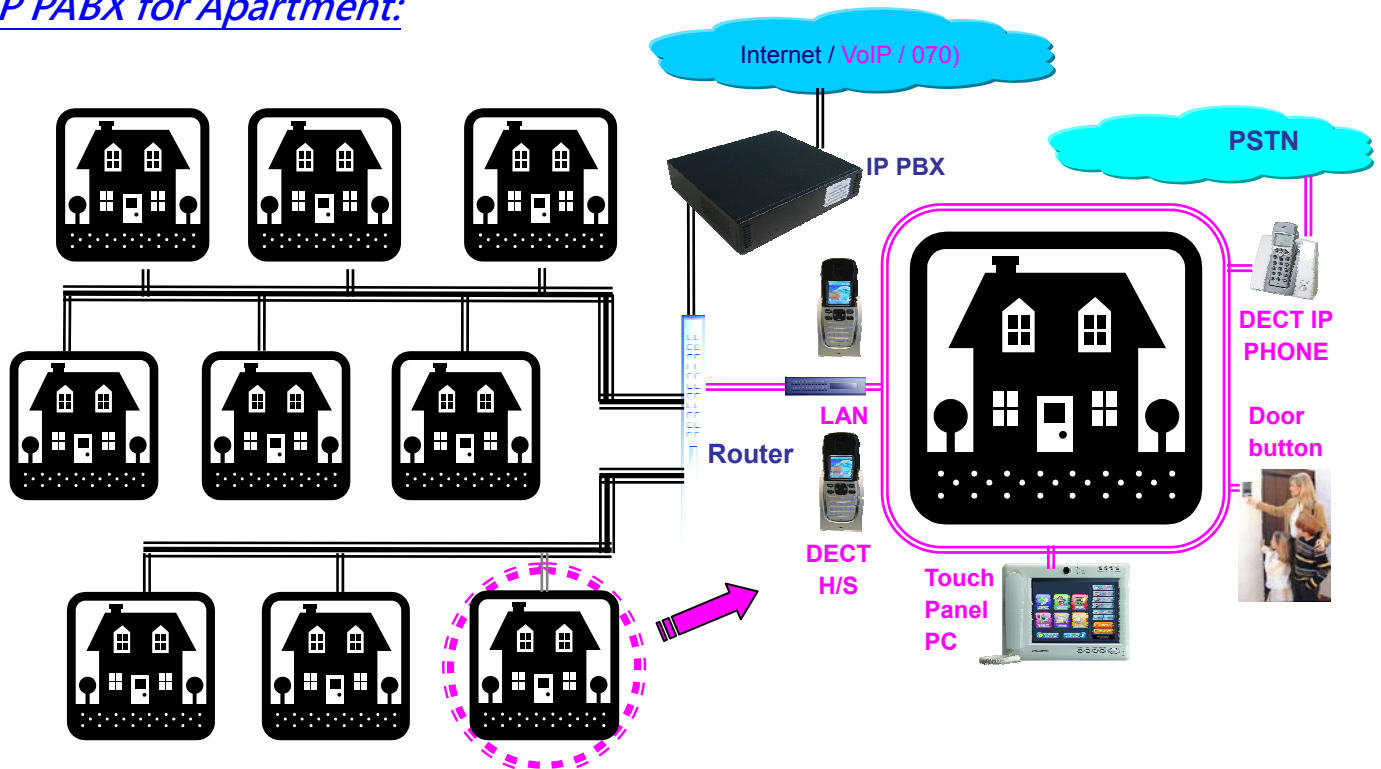 P PABX for Apartment:
Internet / VoIP / 070)
PSTN
IP PBX
DECT IP
PHONE
LAN
Door
button
Router
DECT
H/S
Touch
Panel
PC